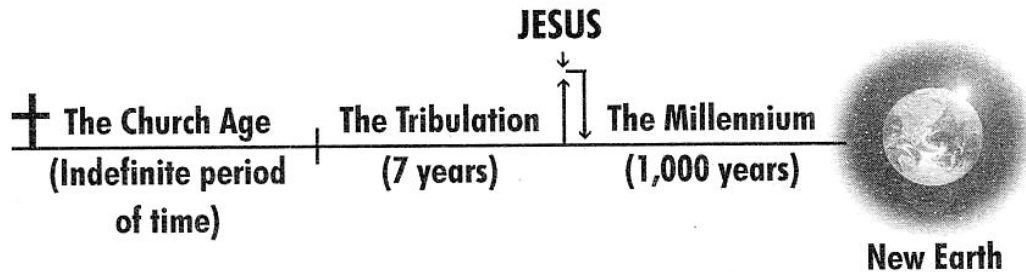 JESUS
The Church Age
(Indefinite period
of time)
The Tribulation
(7 years)
The Millennium
(1,000 years)
New Earth